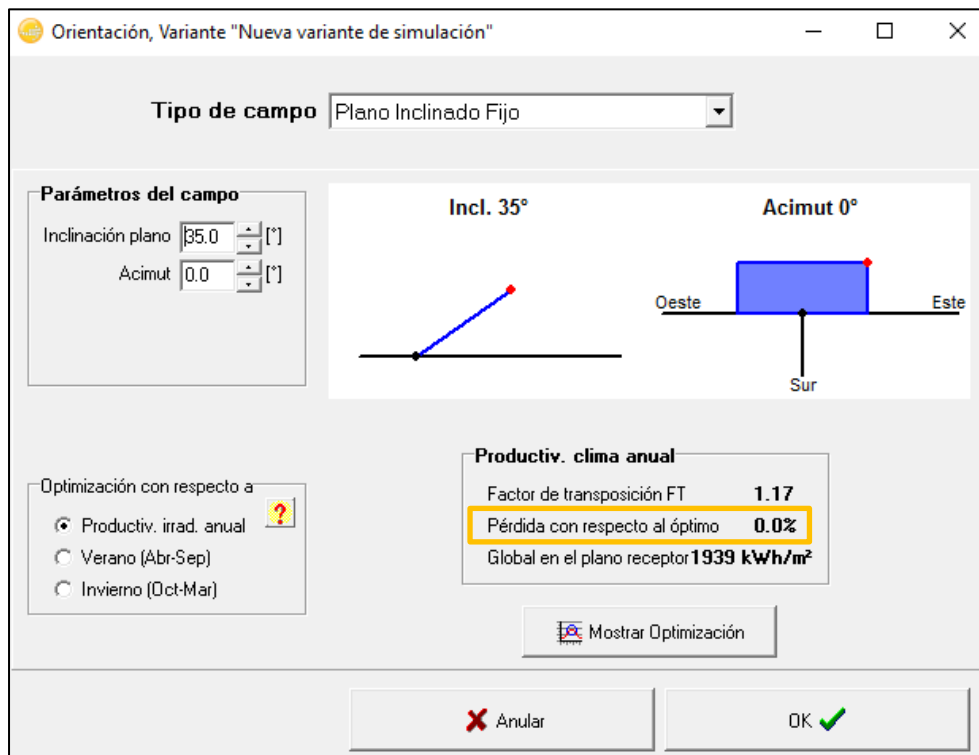 Orientación, Variante "Nueva variante de simulación"
Tipo de campo Plano Inclinado Fijo
Parámetros del campo
Inclinación plano 35.0 [°]
Acimut 0.0 [°]
Incl. 35°
Acimut 0°
Oeste
Este
Sur
Optimización con respecto a
?
Productiv. irrad. anual
Verano (Abr-Sep)
Invierno (Oct-Mar)
Productiv. clima anual
Factor de transposición FT 1.17
Pérdida con respecto al óptimo 0.0%
Global en el plano receptor 1939 kWh/m²
Mostrar Optimización
Anular
OK